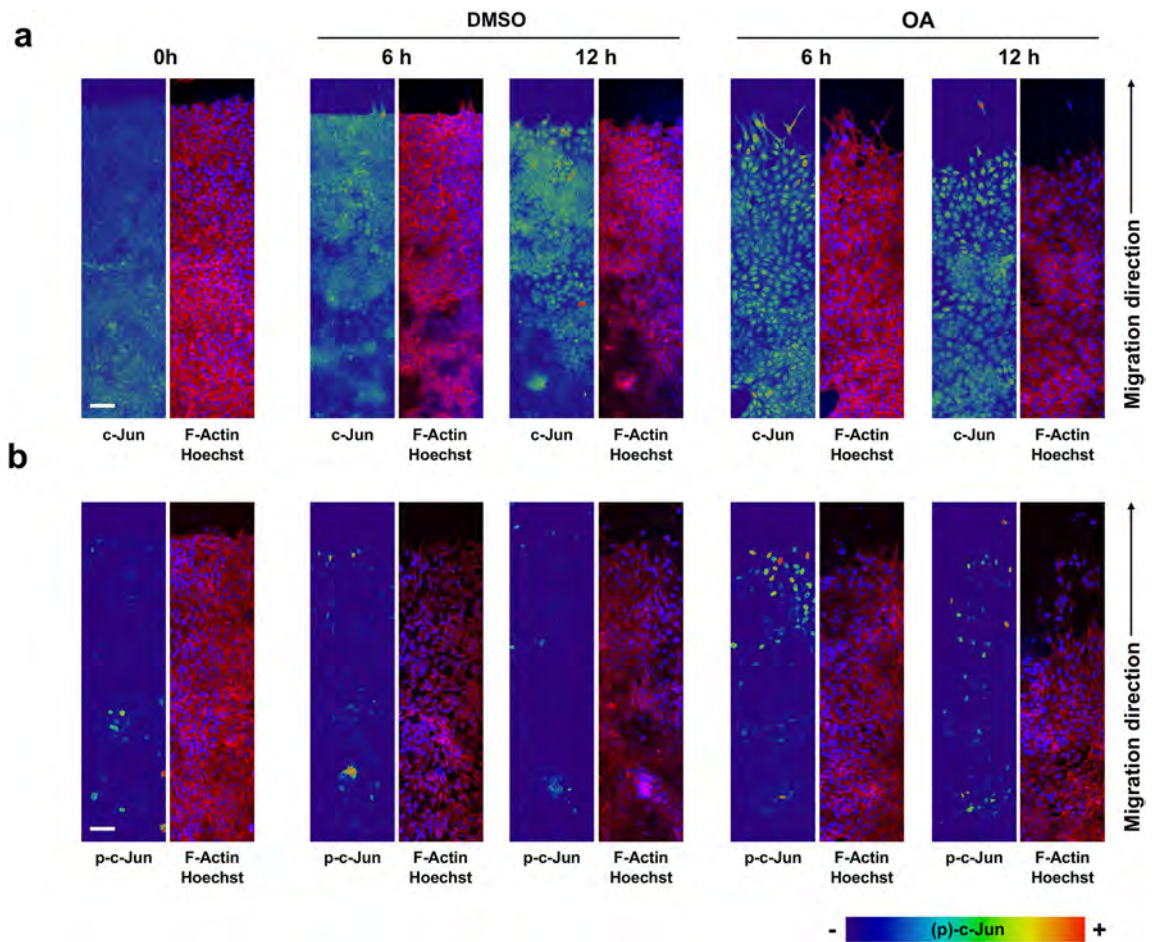 DMSO
OA
a
0h
6 h
12 h
6 h
12 h
Migration direction
c-Jun
F-Actin
Hoechst
c-Jun
F-Actin
Hoechst
c-Jun
F-Actin
Hoechst
c-Jun
F-Actin
Hoechst
c-Jun
F-Actin
Hoechst
b
Migration direction
p-c-Jun
F-Actin
Hoechst
p-c-Jun
F-Actin
Hoechst
p-c-Jun
F-Actin
Hoechst
p-c-Jun
F-Actin
Hoechst
p-c-Jun
F-Actin
Hoechst
- (p)-c-Jun +